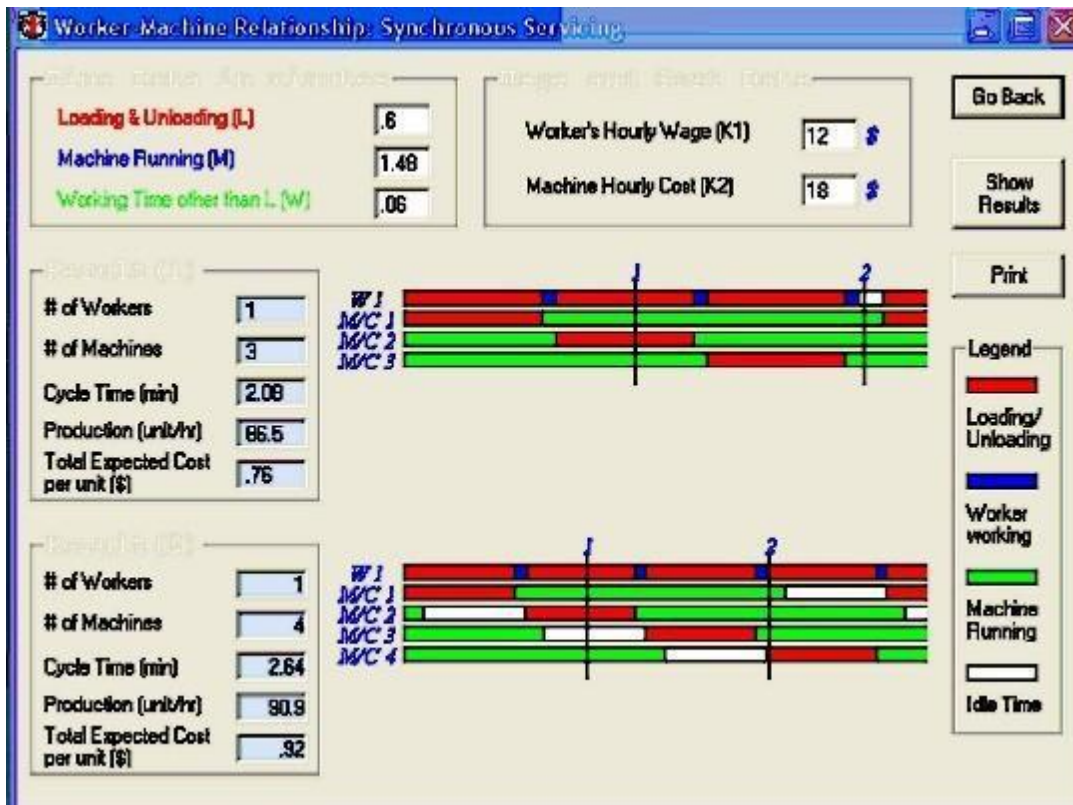 Worker-Machine Relationship: Synchronous Servicing
Loading & Unloading (L) .6
Machine Running (M) 1.48
Working Time other than L (W) .06
Worker's Hourly Wage (K1) 12 $
Machine Hourly Cost (K2) 18 $
Go Back
Show
Results
Print
# of Workers 1
# of Machines 3
Cycle Time (min) 2.08
Production (unit/hr) 86.5
Total Expected Cost
per unit ($) .76
1 2
W 1
M/C 1
M/C 2
M/C 3
Legend
Loading/
Unloading
Worker
working
Machine
Running
Idle Time
# of Workers 1
# of Machines 4
Cycle Time (min) 2.64
Production (unit/hr) 90.9
Total Expected Cost
per unit ($) .92
1 2
W 1
M/C 1
M/C 2
M/C 3
M/C 4